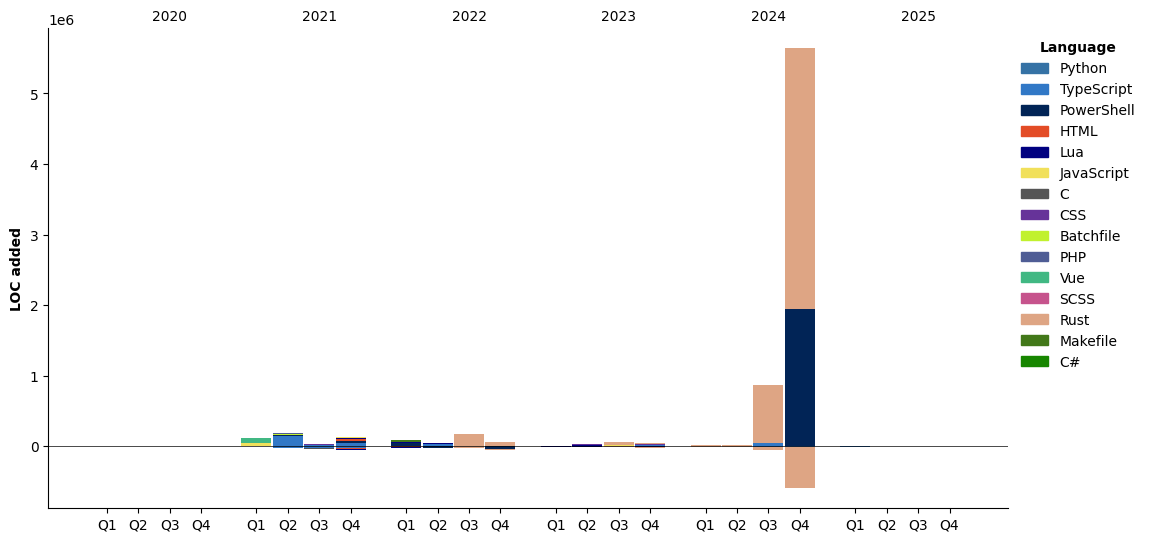 1e6
2020 2021 2022 2023 2024 2025
5
4
3
2
1
0
LOC added
Q1 Q2 Q3 Q4 Q1 Q2 Q3 Q4 Q1 Q2 Q3 Q4 Q1 Q2 Q3 Q4 Q1 Q2 Q3 Q4 Q1 Q2 Q3 Q4
Language
Python
TypeScript
PowerShell
HTML
Lua
JavaScript
C
CSS
Batchfile
PHP
Vue
SCSS
Rust
Makefile
C#